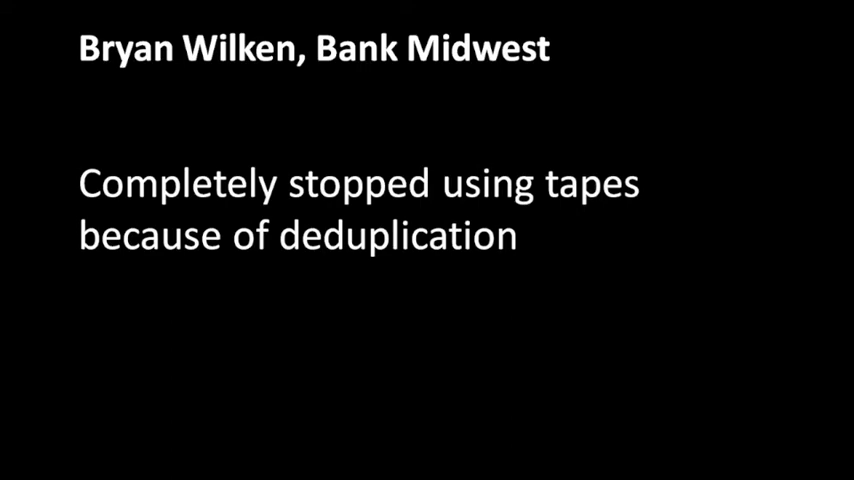 Bryan Wilken, Bank Midwest
Completely stopped using tapes
because of deduplication